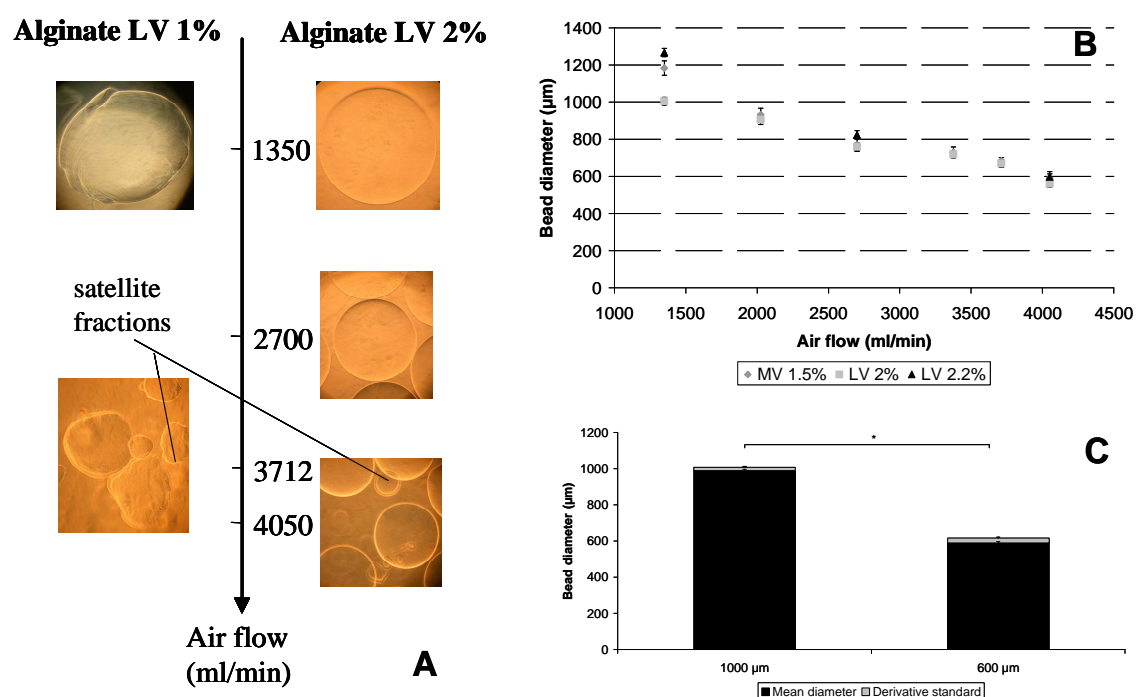 Alginate LV 1%
Alginate LV 2%
1350
satellite
fractions
2700
3712
4050
Air flow
(ml/min)
A
B
Bead diameter (µm)
1400
1200
1000
800
600
400
200
0
1000 1500 2000 2500 3000 3500 4000 4500
Air flow (ml/min)
MV 1.5% LV 2% LV 2.2%
C
Bead diameter (µm)
1200
1000
800
600
400
200
0
*
1000 µm 600 µm
Mean diameter Derivative standard